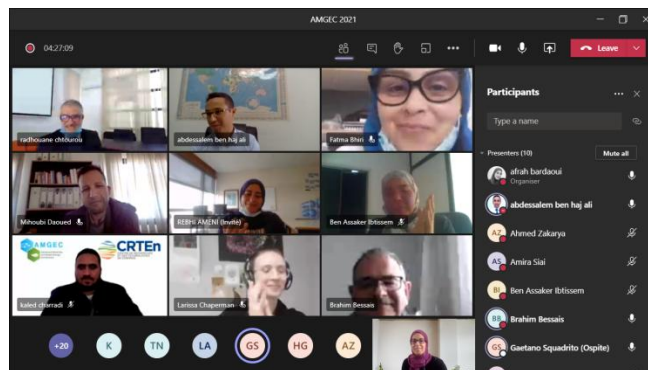 AMGEC 2021
04:27:09
Leave
radhouane chtourou
abdessalem ben haj ali
Fatma Bhiri
Mihoubi Daoued
REBHI AMENI (Invité)
Ben Assaker Ibtissem
AMGEC
CRTEn
kaled charradi
Larissa Chaperman
Brahim Bessais
+20
K
TN
LA
GS
HG
AZ
Participants
Type a name
Presenters (10)
Mute all
afrah bardaoui
Organiser
abdessalem ben haj ali
AZ
Ahmed Zakarya
AS
Amira Siai
BI
Ben Assaker Ibtissem
BB
Brahim Bessais
GS
Gaetano Squadrito (Ospite)